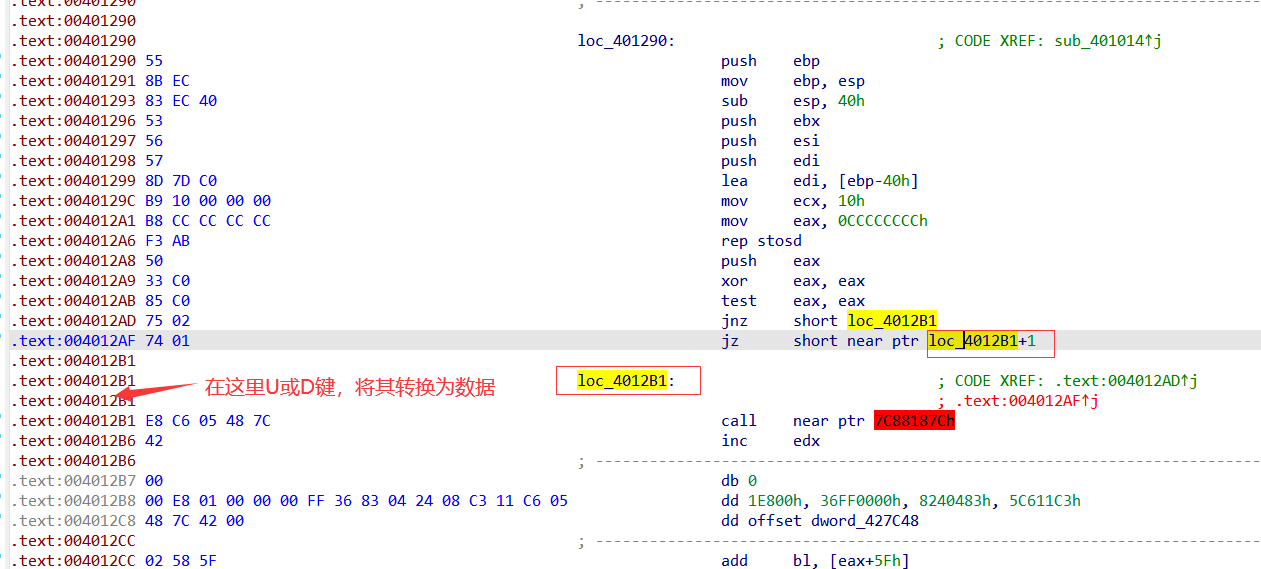 .text:00401290 ; ---------------------------------------------------------------------------
.text:00401290
.text:00401290 loc_401290: ; CODE XREF: sub_401014↑j
.text:00401290 55 push ebp
.text:00401291 8B EC mov ebp, esp
.text:00401293 83 EC 40 sub esp, 40h
.text:00401296 53 push ebx
.text:00401297 56 push esi
.text:00401298 57 push edi
.text:00401299 8D 7D C0 lea edi, [ebp-40h]
.text:0040129C B9 10 00 00 00 mov ecx, 10h
.text:004012A1 B8 CC CC CC CC mov eax, 0CCCCCCCCh
.text:004012A6 F3 AB rep stosd
.text:004012A8 50 push eax
.text:004012A9 33 C0 xor eax, eax
.text:004012AB 85 C0 test eax, eax
.text:004012AD 75 02 jnz short loc_4012B1
.text:004012AF 74 01 jz short near ptr loc_4012B1+1
.text:004012B1
.text:004012B1 loc_4012B1: ; CODE XREF: .text:004012AD↑j
.text:004012B1 ; .text:004012AF↑j
在这里U或D键，将其转换为数据
.text:004012B1 E8 C6 05 48 7C call near ptr 7C88187Ch
.text:004012B6 42 inc edx
.text:004012B6 ; ---------------------------------------------------------------------------
.text:004012B7 00 db 0
.text:004012B8 00 E8 01 00 00 00 FF 36 83 04 24 08 C3 11 C6 05 dd 1E800h, 36FF0000h, 8240483h, 5C611C3h
.text:004012C8 48 7C 42 00 dd offset dword_427C48
.text:004012CC ; ---------------------------------------------------------------------------
.text:004012CC 02 58 5F add bl, [eax+5Fh]